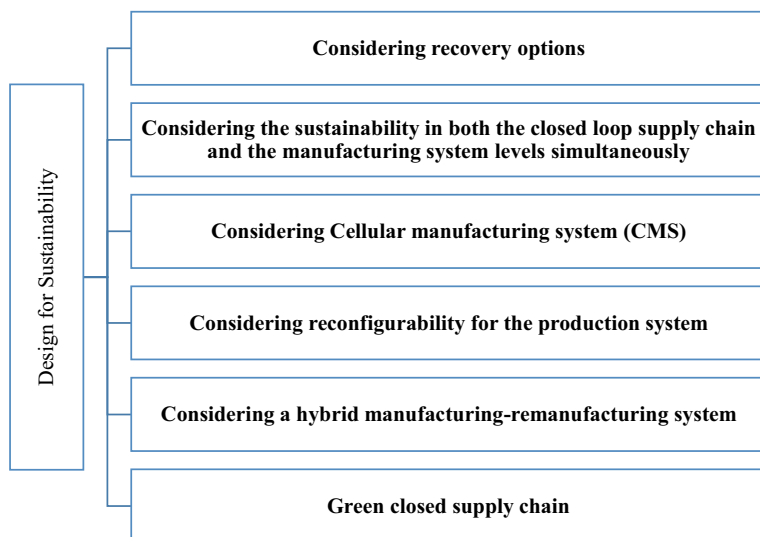 Design for Sustainability
Considering recovery options
Considering the sustainability in both the closed loop supply chain
and the manufacturing system levels simultaneously
Considering Cellular manufacturing system (CMS)
Considering reconfigurability for the production system
Considering a hybrid manufacturing-remanufacturing system
Green closed supply chain